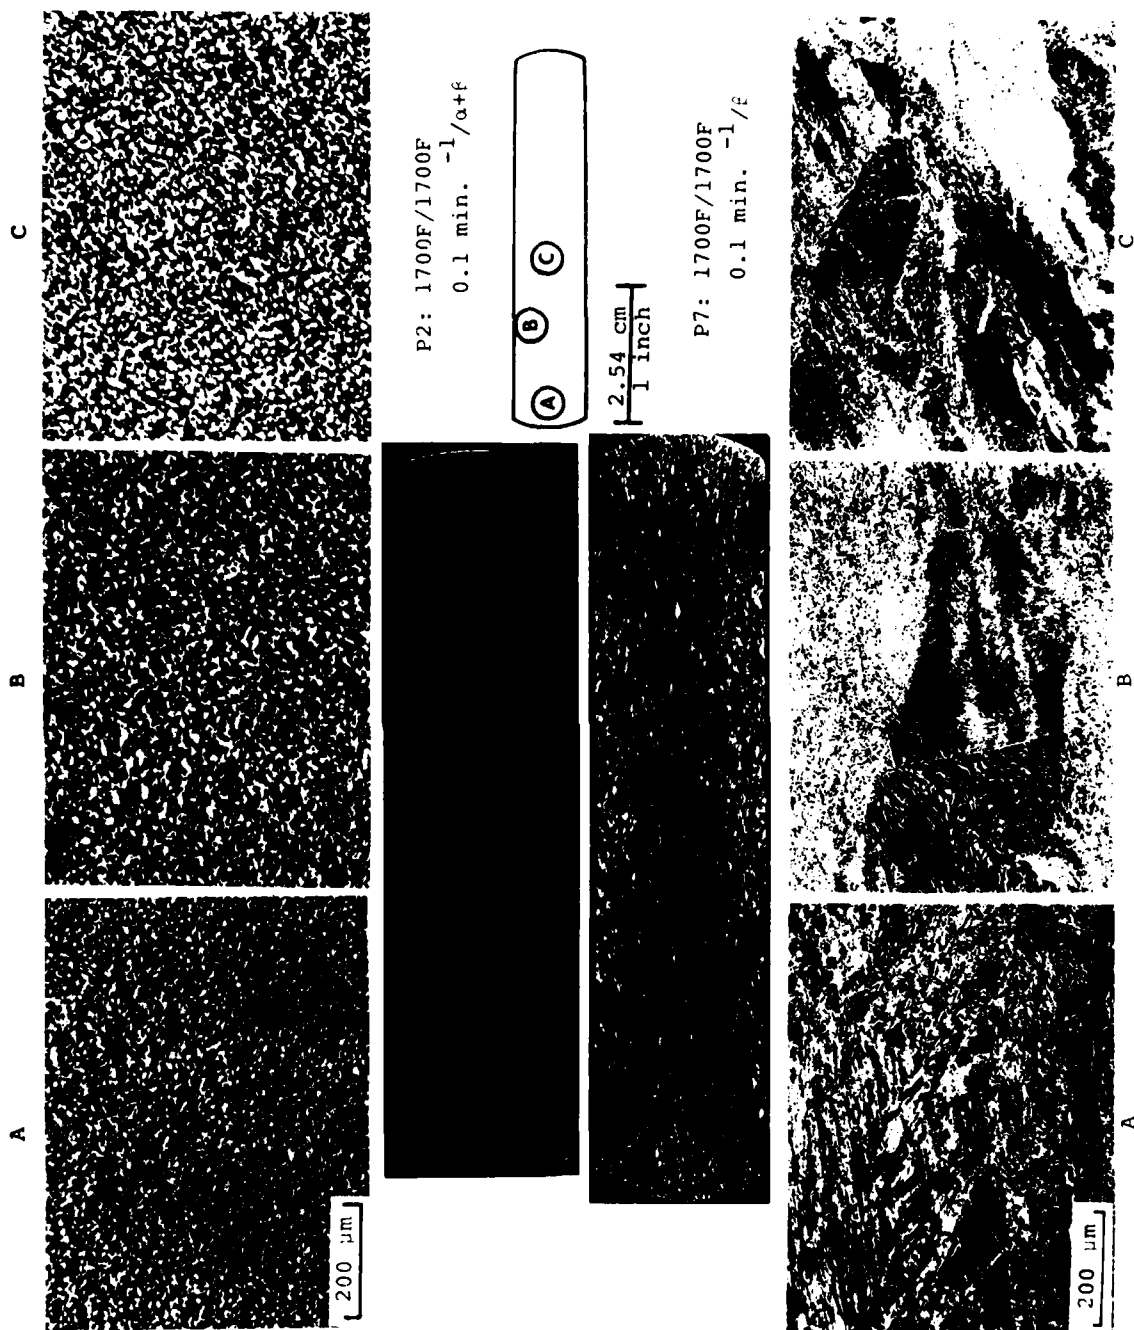 A
B
C
200 μm
P2: 1700F/1700F
0.1 min. -1/α+β
A
B
C
2.54 cm
1 inch
P7: 1700F/1700F
0.1 min. -1/β
200 μm
A
B
C